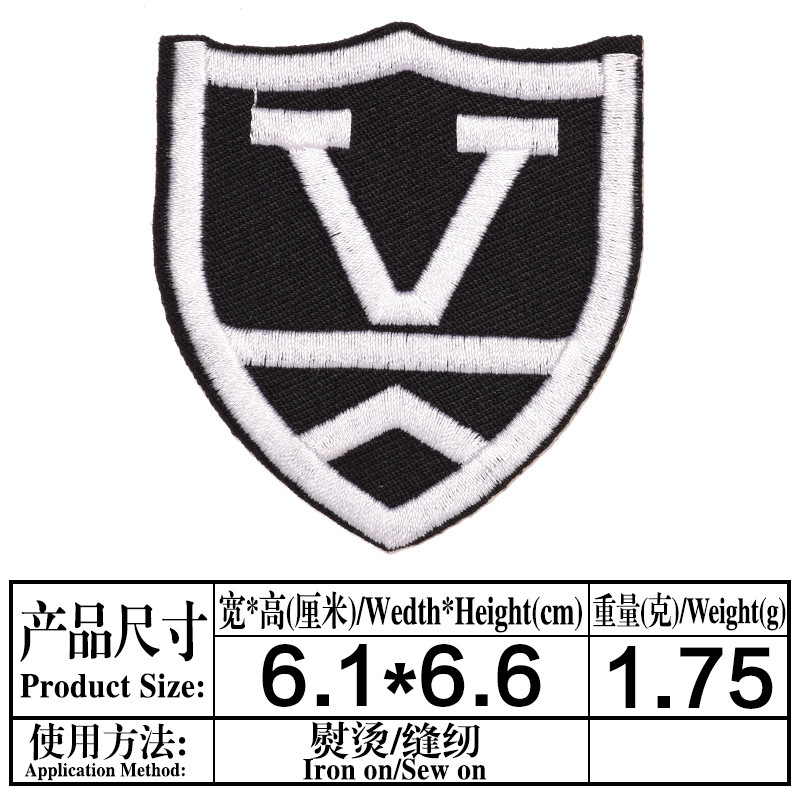 V
产品尺寸
Product Size:
宽*高(厘米)/Wedth*Height(cm)
重量(克)/Weight(g)
6.1*6.6
1.75
使用方法:
Application Method:
熨烫/缝纫
Iron on/Sew on